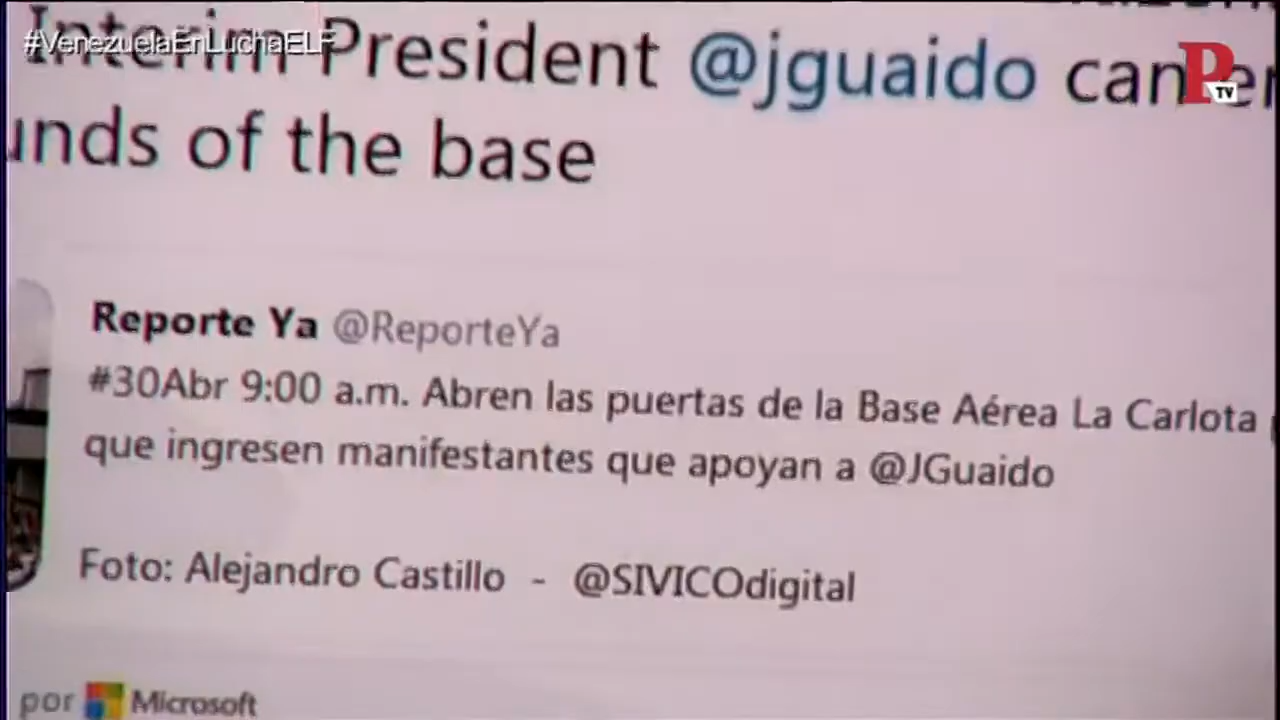 #VenezuelaEnLuchaELF
Interim President @jguaido can
P TV
of the base
Reporte Ya @ReporteYa
#30Abr 9:00 a.m. Abren las puertas de la Base Aérea La Carlota
que ingresen manifestantes que apoyan a @JGuaido
Foto: Alejandro Castillo - @SIVICOdigital
por Microsoft